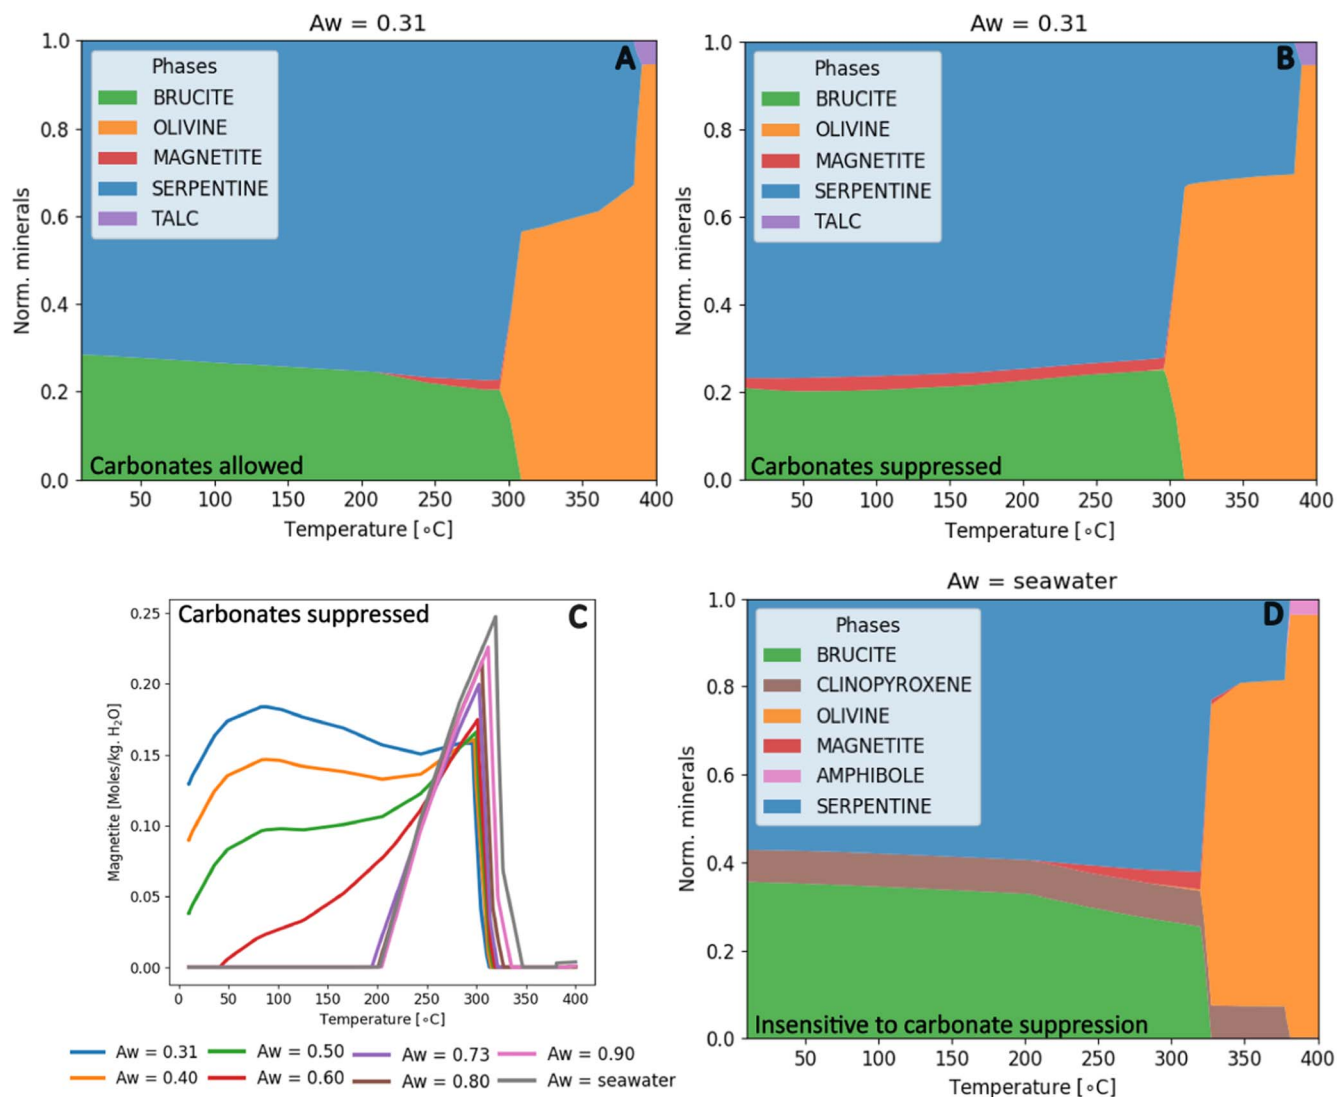 Aw = 0.31
A
Phases
BRUCITE
OLIVINE
MAGNETITE
SERPENTINE
TALC
Carbonates allowed
Norm. minerals
1.0
0.8
0.6
0.4
0.2
0.0
50 100 150 200 250 300 350 400
Temperature [∘C]
Aw = 0.31
B
Phases
BRUCITE
OLIVINE
MAGNETITE
SERPENTINE
TALC
Carbonates suppressed
Norm. minerals
1.0
0.8
0.6
0.4
0.2
0.0
50 100 150 200 250 300 350 400
Temperature [∘C]
Carbonates suppressed
C
Magnetite [Moles/kg. H₂O]
0.25
0.20
0.15
0.10
0.05
0.00
0 50 100 150 200 250 300 350 400
Temperature [∘C]
Aw = 0.31 Aw = 0.50 Aw = 0.73 Aw = 0.90
Aw = 0.40 Aw = 0.60 Aw = 0.80 Aw = seawater
Aw = seawater
D
Phases
BRUCITE
CLINOPYROXENE
OLIVINE
MAGNETITE
AMPHIBOLE
SERPENTINE
Insensitive to carbonate suppression
Norm. minerals
1.0
0.8
0.6
0.4
0.2
0.0
50 100 150 200 250 300 350 400
Temperature [∘C]